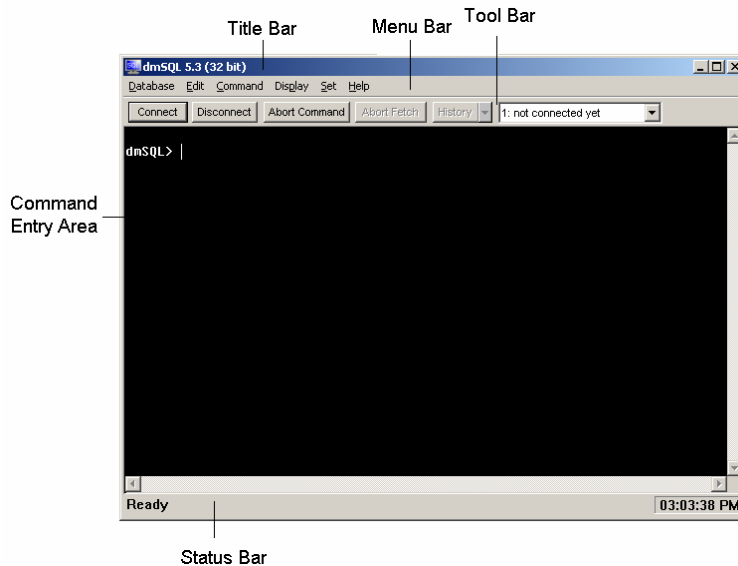 Title Bar
Menu Bar
Tool Bar
dmSQL 5.3 (32 bit)
Database Edit Command Display Set Help
Connect Disconnect Abort Command Abort Fetch History 1: not connected yet
dmSQL>
Command
Entry Area
Ready
03:03:38 PM
Status Bar